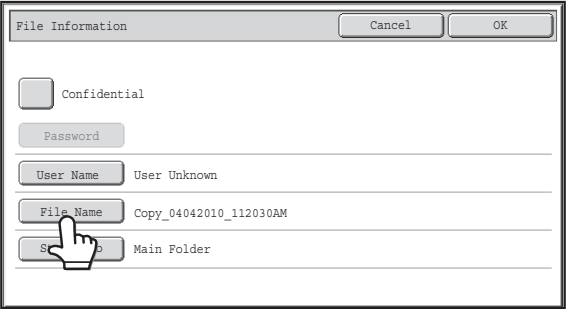 File Information Cancel OK
Confidential
Password
User Name User Unknown
File Name Copy_04042010_112030AM
Main Folder